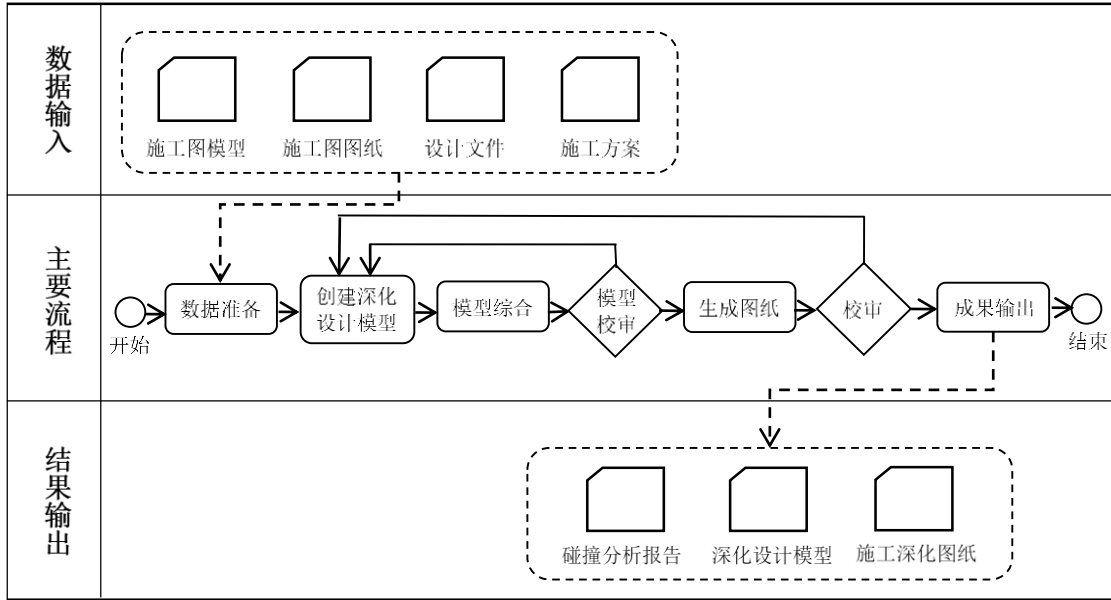 数据输入
施工图模型
施工图图纸
设计文件
施工方案
主要流程
开始
数据准备
创建深化
设计模型
模型综合
模型
校审
生成图纸
校审
成果输出
结束
结果输出
碰撞分析报告
深化设计模型
施工深化图纸